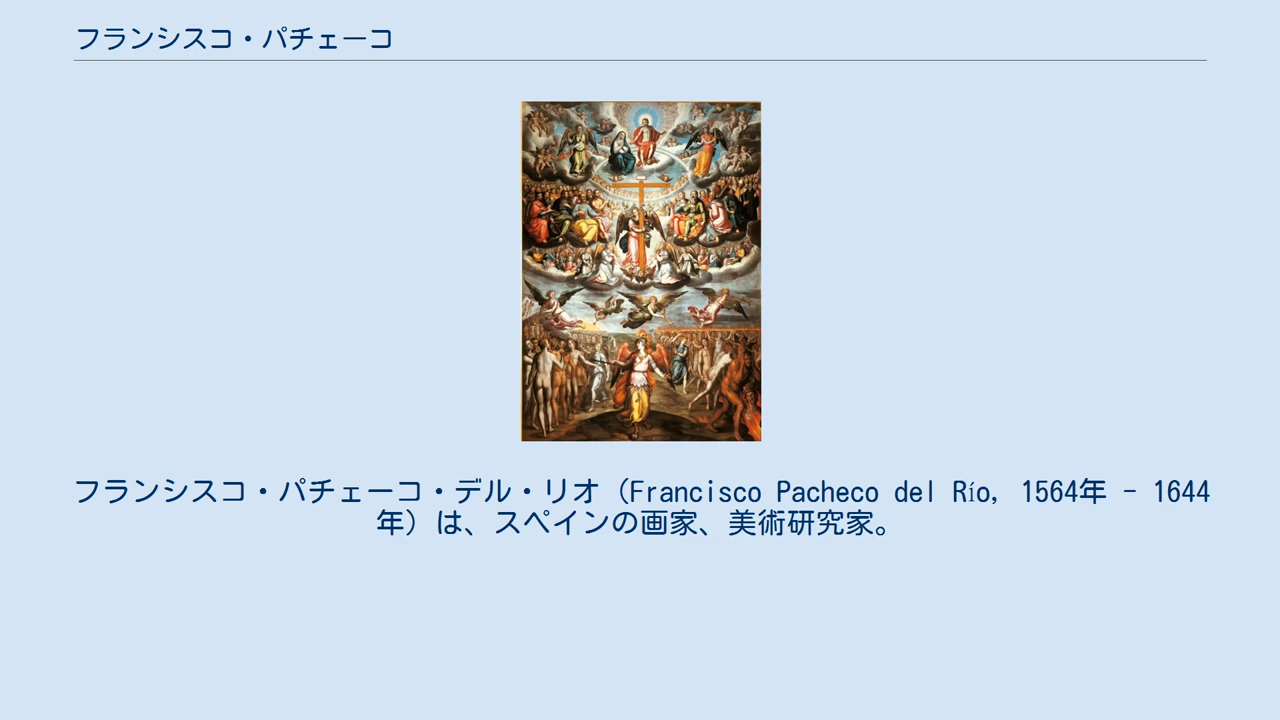 フランシスコ・パチェーコ
フランシスコ・パチェーコ・デル・リオ（Francisco Pacheco del Río, 1564年 - 1644
年）は、スペインの画家、美術研究家。